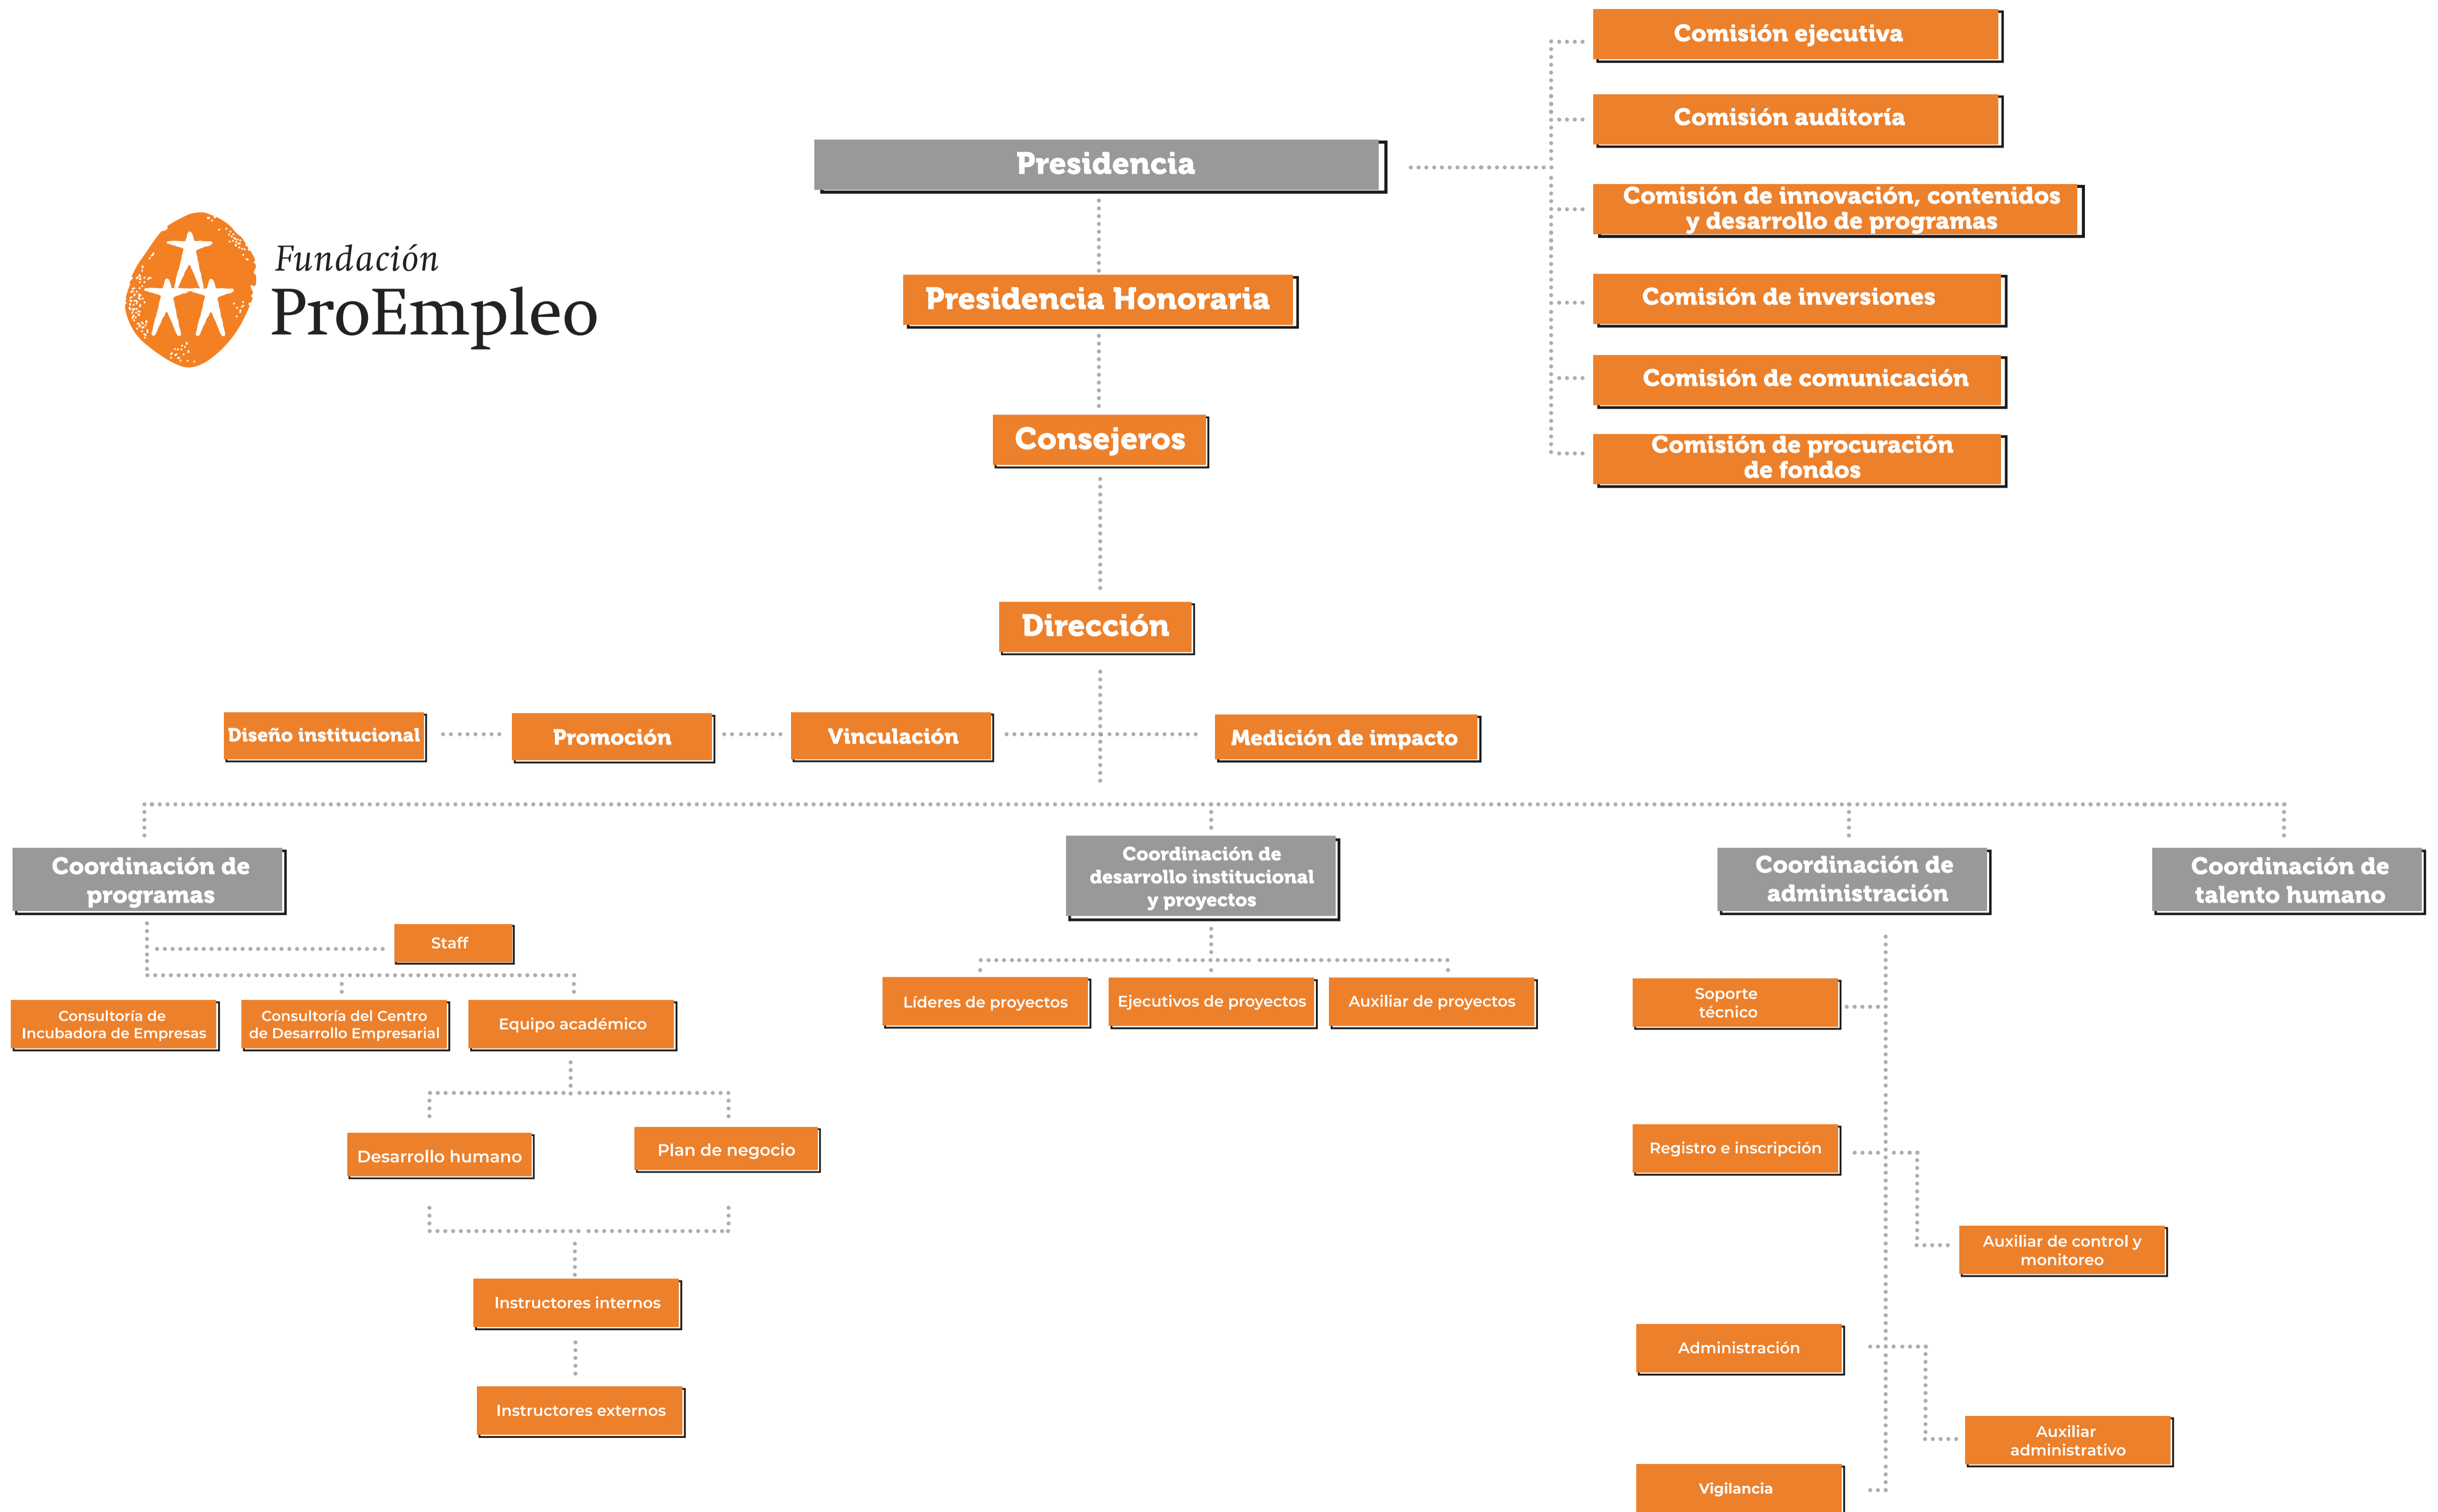 Fundación
ProEmpleo
Presidencia
Presidencia Honoraria
Consejeros
Dirección
Comisión ejecutiva
Comisión auditoría
Comisión de innovación, contenidos
y desarrollo de programas
Comisión de inversiones
Comisión de comunicación
Comisión de procuración
de fondos
Diseño institucional
Promoción
Vinculación
Medición de impacto
Coordinación de
programas
Staff
Consultoría de
Incubadora de Empresas
Consultoría del Centro
de Desarrollo Empresarial
Equipo académico
Desarrollo humano
Plan de negocio
Instructores internos
Instructores externos
Coordinación de
desarrollo institucional
y proyectos
Líderes de proyectos
Ejecutivos de proyectos
Auxiliar de proyectos
Coordinación de
administración
Soporte
técnico
Registro e inscripción
Auxiliar de control y
monitoreo
Administración
Auxiliar
administrativo
Vigilancia
Coordinación de
talento humano